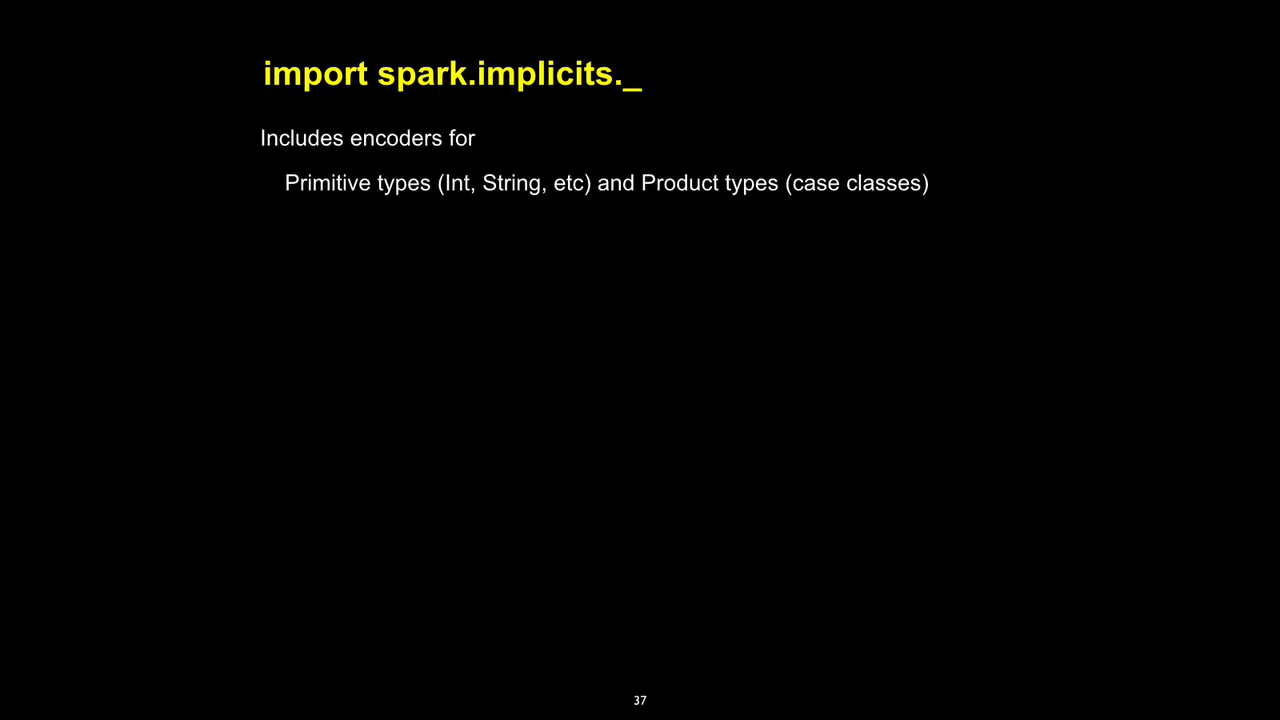 import spark.implicits._
Includes encoders for
Primitive types (Int, String, etc) and Product types (case classes)
37